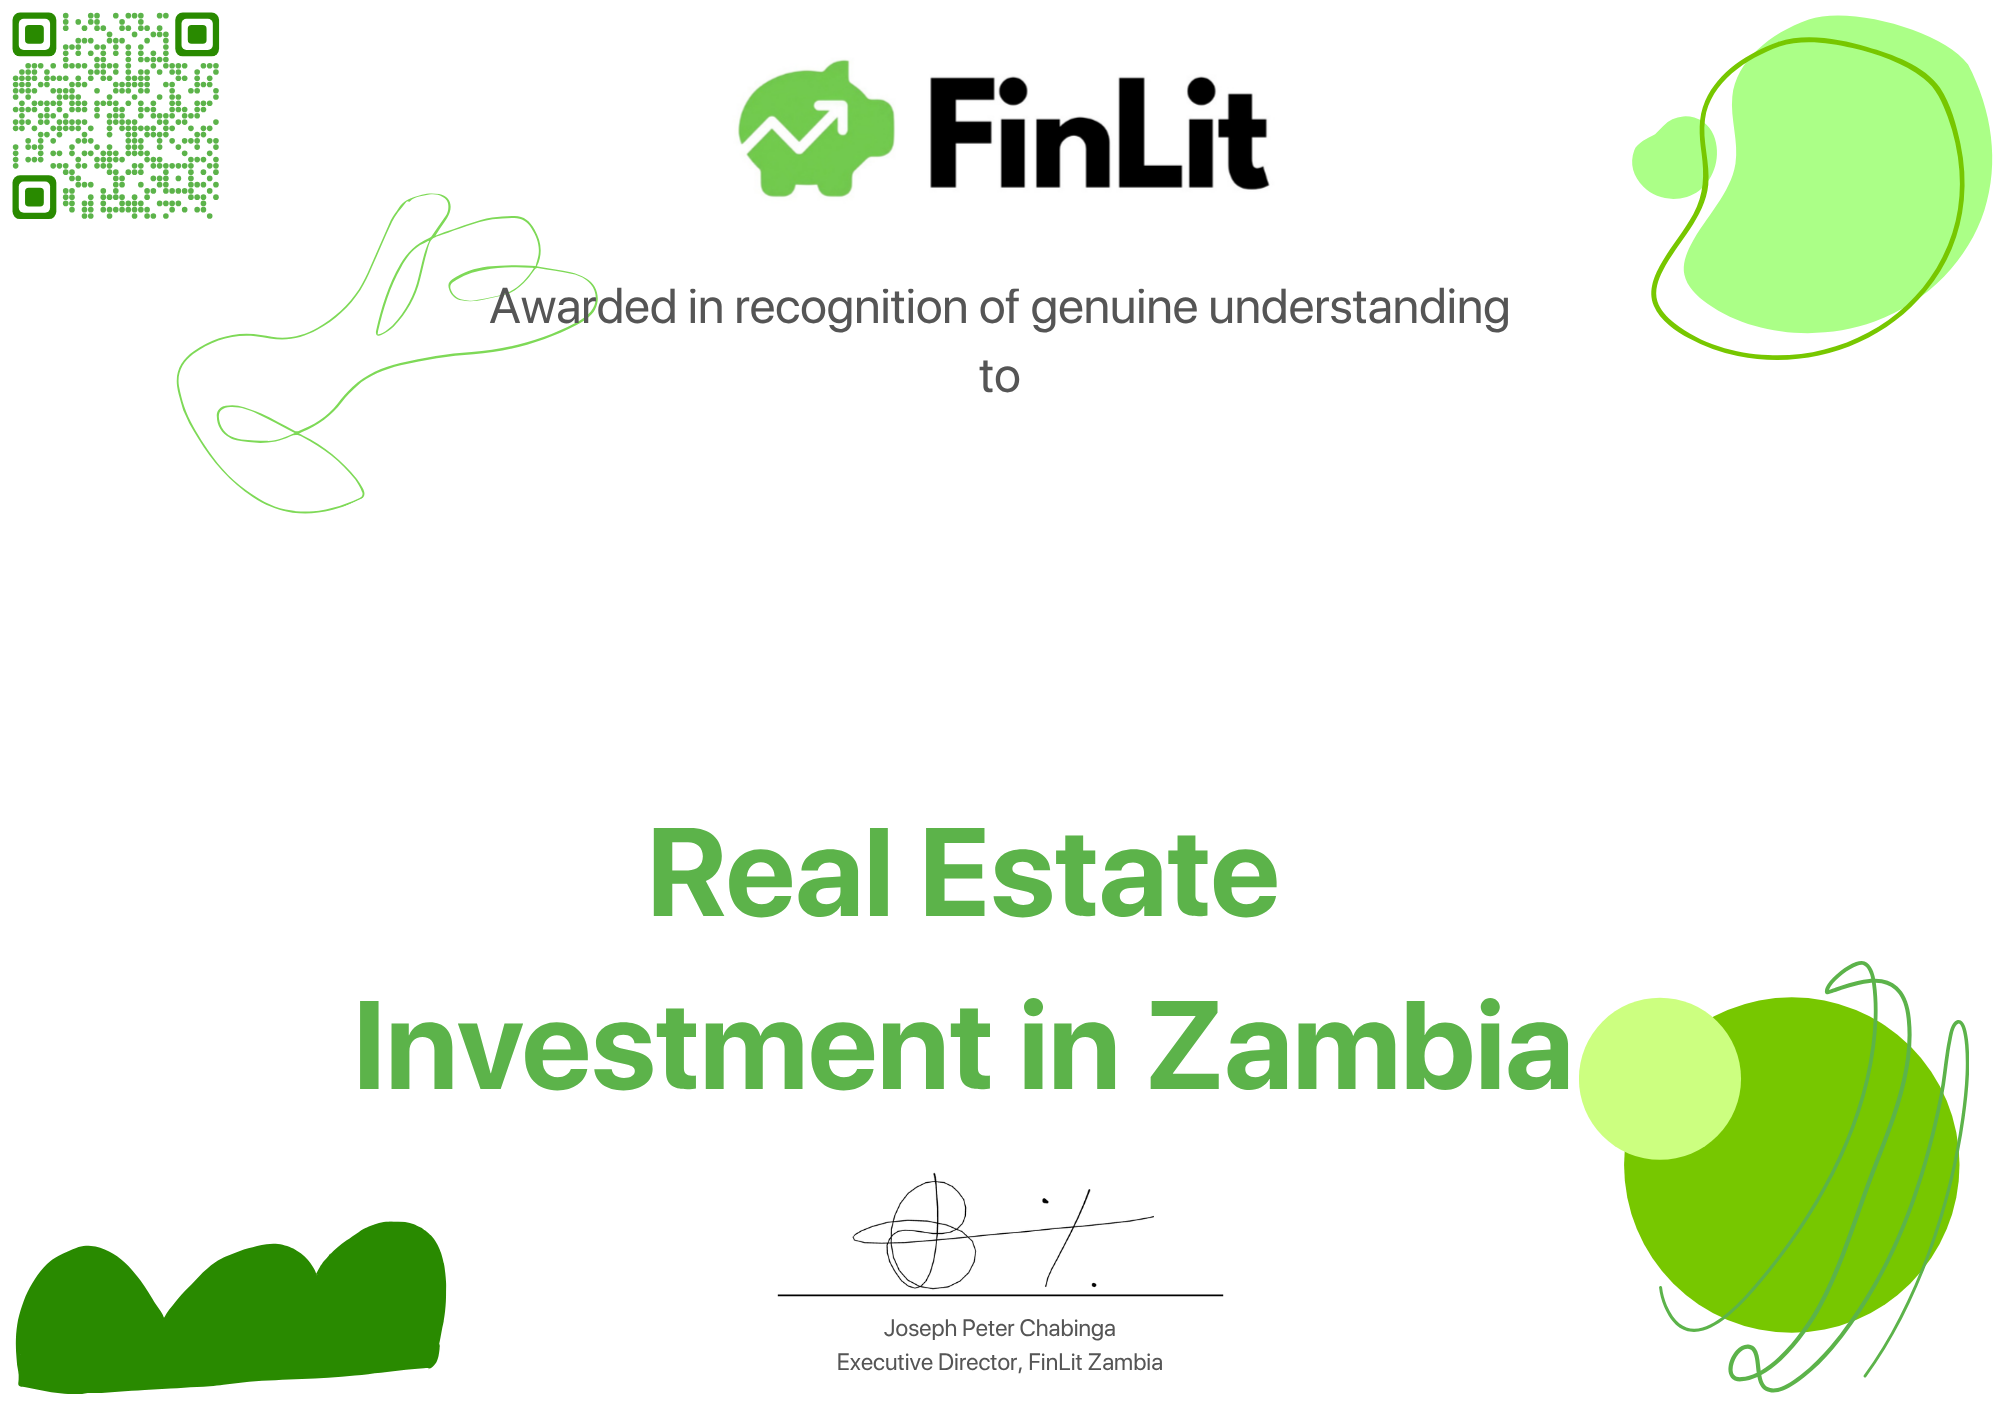 FinLit
Awarded in recognition of genuine understanding
to
Real Estate
Investment in Zambia
Joseph Peter Chabinga
Executive Director, FinLit Zambia